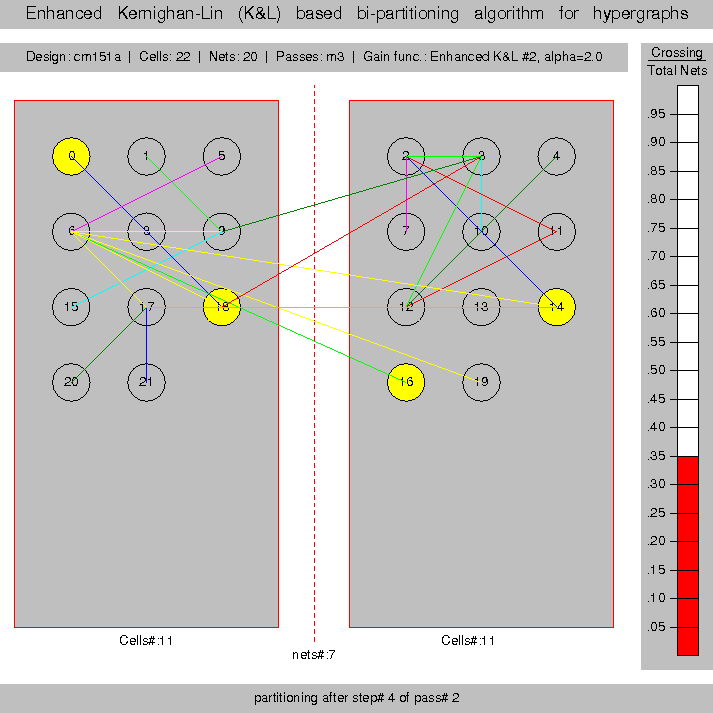 Enhanced Kernighan-Lin (K&L) based bi-partitioning algorithm for hypergraphs
Design: cm151a | Cells: 22 | Nets: 20 | Passes: m3 | Gain func.: Enhanced K&L #2, alpha=2.0
Crossing
Total Nets
.95
.90
.85
.80
.75
.70
.65
.60
.55
.50
.45
.40
.35
.30
.25
.20
.15
.10
.05
0 1 5 2 3 4
6 8 9 7 10 11
15 17 18 12 13 14
20 21 16 19
Cells#:11 Cells#:11
nets#:7
partitioning after step# 4 of pass# 2